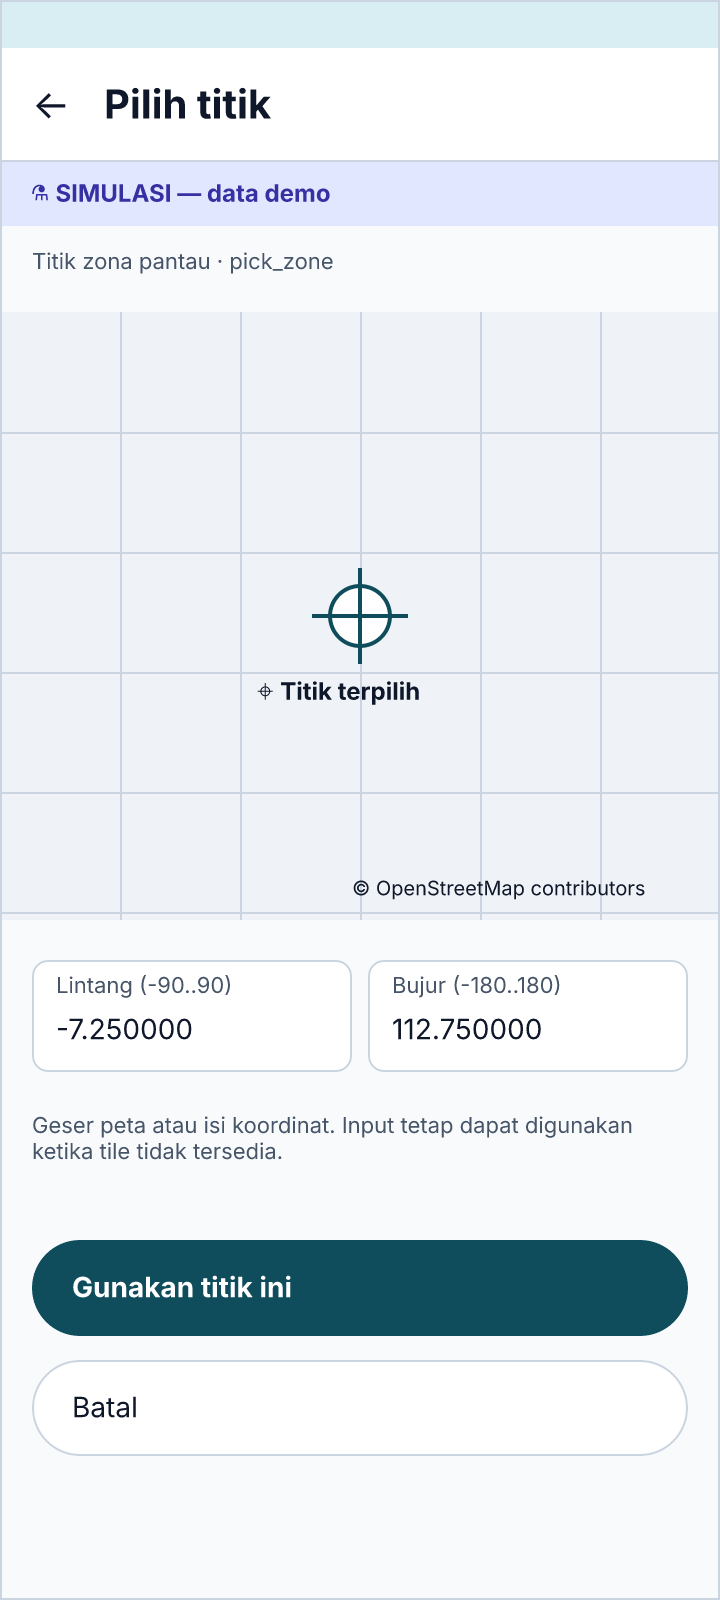 Pilih titik
SIMULASI — data demo
Titik zona pantau · pick_zone
Titik terpilih
© OpenStreetMap contributors
Lintang (-90..90)
-7.250000
Bujur (-180..180)
112.750000
Geser peta atau isi koordinat. Input tetap dapat digunakan
ketika tile tidak tersedia.
Gunakan titik ini
Batal